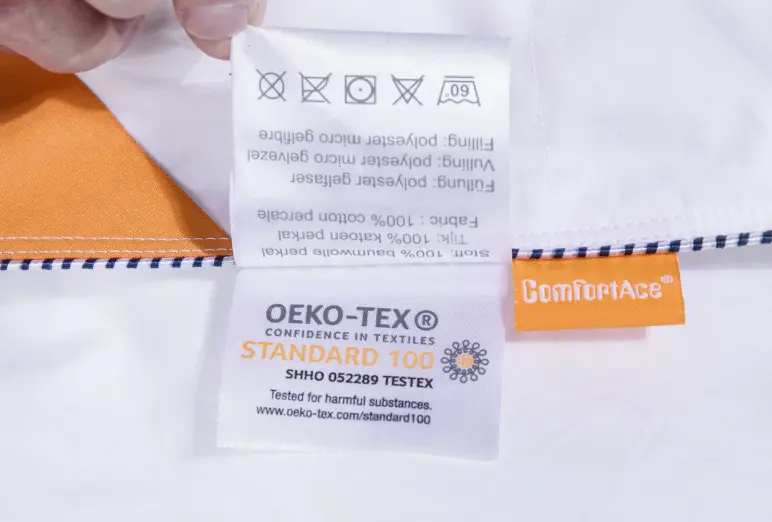 Stoff: 100% baumwolle perkal
Tijk: 100% katoen perkal
Fabric : 100% cotton percale
Füllung: polyester gelfaser
Vulling: polyester micro gelvezel
Filling: polyester micro gelfibre
60°
ComfortAce®
OEKO-TEX®
CONFIDENCE IN TEXTILES
STANDARD 100
SHHO 052289 TESTEX
Tested for harmful substances.
www.oeko-tex.com/standard100